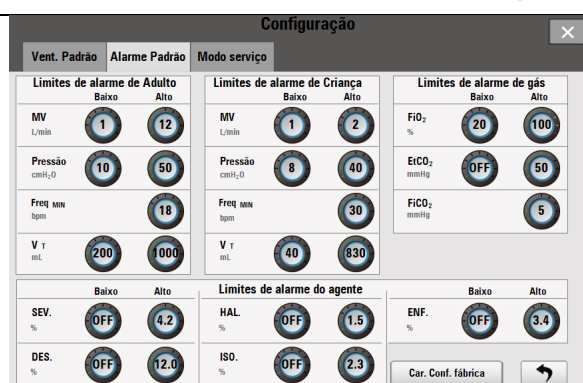 Configuração
Vent. Padrão Alarme Padrão Modo serviço
Limites de alarme de Adulto
Baixo Alto
MV 1 12
L/min
Pressão 10 50
cmH₂O
Freq MIN 18
bpm
V T 200 1000
mL
Limites de alarme de Criança
Baixo Alto
MV 1 2
L/min
Pressão 8 40
cmH₂O
Freq MIN 30
bpm
V T 40 830
mL
Limites de alarme de gás
Baixo Alto
FiO₂ 20 100
%
EtCO₂ OFF 50
mmHg
FiCO₂ 5
mmHg
Limites de alarme do agente
Baixo Alto
SEV. OFF 4.2
%
DES. OFF 12.0
%
HAL. OFF 1.5
%
ISO. OFF 2.3
%
Baixo Alto
ENF. OFF 3.4
%
Car. Conf. fábrica